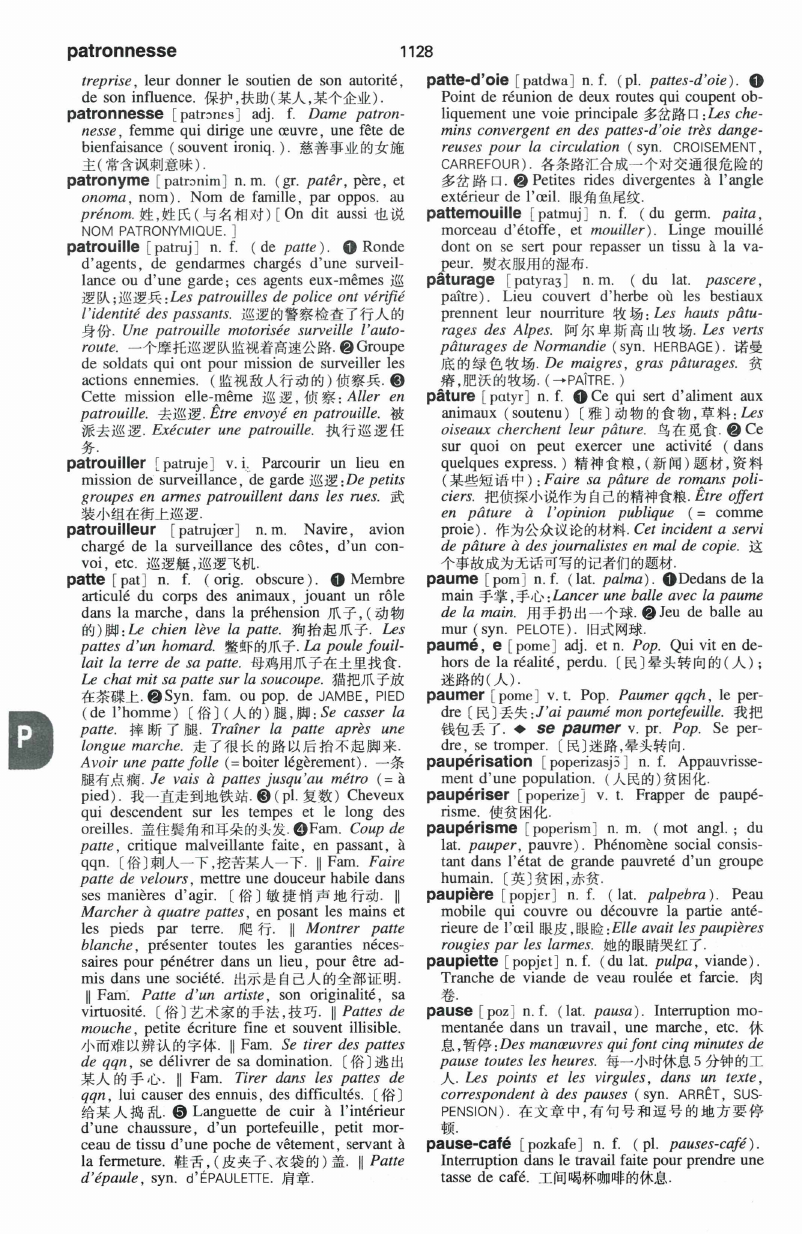 patronnesse
1128
treprise, leur donner le soutien de son autorité,
de son influence. 保护,扶助(某人,某个企业).
patronnesse [patrɔnɛs] adj. f. Dame patron-
nesse, femme qui dirige une œuvre, une fête de
bienfaisance (souvent ironiq.). 慈善事业的女施
主(常含讽刺意味).
patronyme [patrɔnim] n. m. (gr. patêr, père, et
onoma, nom). Nom de famille, par oppos. au
prénom. 姓,姓氏(与名相对)[On dit aussi 也说
NOM PATRONYMIQUE.]
patrouille [patruj] n. f. (de patte). ❶ Ronde
d'agents, de gendarmes chargés d'une surveil-
lance ou d'une garde; ces agents eux-mêmes 巡
逻队;巡逻兵:Les patrouilles de police ont vérifié
l'identité des passants. 巡逻的警察检查了行人的
身份. Une patrouille motorisée surveille l'auto-
route. 一个摩托巡逻队监视着高速公路. ❷ Groupe
de soldats qui ont pour mission de surveiller les
actions ennemies. (监视敌人行动的)侦察兵. ❸
Cette mission elle-même 巡逻,侦察: Aller en
patrouille. 去巡逻. Être envoyé en patrouille. 被
派去巡逻. Exécuter une patrouille. 执行巡逻任
务.
patrouiller [patruje] v. i. Parcourir un lieu en
mission de surveillance, de garde 巡逻:De petits
groupes en armes patrouillent dans les rues. 武
装小组在街上巡逻.
patrouilleur [patrujœr] n. m. Navire, avion
chargé de la surveillance des côtes, d'un con-
voi, etc. 巡逻艇,巡逻飞机.
patte [pat] n. f. (orig. obscure). ❶ Membre
articulé du corps des animaux, jouant un rôle
dans la marche, dans la préhension 爪子,(动物
的)脚:Le chien lève la patte. 狗抬起爪子. Les
pattes d'un homard. 螯虾的爪子. La poule fouil-
lait la terre de sa patte. 母鸡用爪子在土里找食.
Le chat mit sa patte sur la soucoupe. 猫把爪子放
在茶碟上. ❷ Syn. fam. ou pop. de JAMBE, PIED
(de l'homme)〔俗〕(人的)腿,脚: Se casser la
patte. 摔断了腿. Traîner la patte après une
longue marche. 走了很长的路以后抬不起脚来.
Avoir une patte folle (= boiter légèrement). 一条
腿有点瘸. Je vais à pattes jusqu'au métro (= à
pied). 我一直走到地铁站. ❸ (pl. 复数) Cheveux
qui descendent sur les tempes et le long des
oreilles. 盖住鬓角和耳朵的头发. ❹ Fam. Coup de
patte, critique malveillante faite, en passant, à
qqn.〔俗〕刺人一下,挖苦某人一下. ‖ Fam. Faire
patte de velours, mettre une douceur habile dans
ses manières d'agir.〔俗〕敏捷悄声地行动. ‖
Marcher à quatre pattes, en posant les mains et
les pieds par terre. 爬行. ‖ Montrer patte
blanche, présenter toutes les garanties néces-
saires pour pénétrer dans un lieu, pour être ad-
mis dans une société. 出示是自己人的全部证明.
‖ Fam. Patte d'un artiste, son originalité, sa
virtuosité.〔俗〕艺术家的手法,技巧. ‖ Pattes de
mouche, petite écriture fine et souvent illisible.
小而难以辨认的字体. ‖ Fam. Se tirer des pattes
de qqn, se délivrer de sa domination.〔俗〕逃出
某人的手心. ‖ Fam. Tirer dans les pattes de
qqn, lui causer des ennuis, des difficultés.〔俗〕
给某人捣乱. ❺ Languette de cuir à l'intérieur
d'une chaussure, d'un portefeuille, petit mor-
ceau de tissu d'une poche de vêtement, servant à
la fermeture. 鞋舌,(皮夹子、衣袋的)盖. ‖ Patte
d'épaule, syn. d'ÉPAULETTE. 肩章.
P
patte-d'oie [patdwa] n. f. (pl. pattes-d'oie). ❶
Point de réunion de deux routes qui coupent ob-
liquement une voie principale 多岔路口:Les che-
mins convergent en des pattes-d'oie très dange-
reuses pour la circulation (syn. CROISEMENT,
CARREFOUR). 各条路汇合成一个对交通很危险的
多岔路口. ❷ Petites rides divergentes à l'angle
extérieur de l'œil. 眼角鱼尾纹.
pattemouille [patmuj] n. f. (du germ. paita,
morceau d'étoffe, et mouiller). Linge mouillé
dont on se sert pour repasser un tissu à la va-
peur. 熨衣服用的湿布.
pâturage [pɑtyraʒ] n. m. (du lat. pascere,
paître). Lieu couvert d'herbe où les bestiaux
prennent leur nourriture 牧场: Les hauts pâtu-
rages des Alpes. 阿尔卑斯高山牧场. Les verts
pâturages de Normandie (syn. HERBAGE). 诺曼
底的绿色牧场. De maigres, gras pâturages. 贫
瘠,肥沃的牧场. (→PAÎTRE.)
pâture [pɑtyr] n. f. ❶ Ce qui sert d'aliment aux
animaux (soutenu)〔雅〕动物的食物,草料: Les
oiseaux cherchent leur pâture. 鸟在觅食. ❷ Ce
sur quoi on peut exercer une activité (dans
quelques express.) 精神食粮,(新闻)题材,资料
(某些短语中): Faire sa pâture de romans poli-
ciers. 把侦探小说作为自己的精神食粮. Être offert
en pâture à l'opinion publique (= comme
proie). 作为公众议论的材料. Cet incident a servi
de pâture à des journalistes en mal de copie. 这
个事故成为无话可写的记者们的题材.
paume [pom] n. f. (lat. palma). ❶ Dedans de la
main 手掌,手心:Lancer une balle avec la paume
de la main. 用手扔出一个球. ❷ Jeu de balle au
mur (syn. PELOTE). 旧式网球.
paumé, e [pome] adj. et n. Pop. Qui vit en de-
hors de la réalité, perdu.〔民〕晕头转向的(人);
迷路的(人).
paumer [pome] v. t. Pop. Paumer qqch, le per-
dre〔民〕丢失:J'ai paumé mon portefeuille. 我把
钱包丢了. ◆ se paumer v. pr. Pop. Se per-
dre, se tromper.〔民〕迷路,晕头转向.
paupérisation [poperizasjɔ̃] n. f. Appauvrisse-
ment d'une population. (人民的)贫困化.
paupériser [poperize] v. t. Frapper de paupé-
risme. 使贫困化.
paupérisme [poperism] n. m. (mot angl.; du
lat. pauper, pauvre). Phénomène social consis-
tant dans l'état de grande pauvreté d'un groupe
humain.〔英〕贫困,赤贫.
paupière [popjɛr] n. f. (lat. palpebra). Peau
mobile qui couvre ou découvre la partie anté-
rieure de l'œil 眼皮,眼睑:Elle avait les paupières
rougies par les larmes. 她的眼睛哭红了.
paupiette [popjɛt] n. f. (du lat. pulpa, viande).
Tranche de viande de veau roulée et farcie. 肉
卷.
pause [poz] n. f. (lat. pausa). Interruption mo-
mentanée dans un travail, une marche, etc. 休
息,暂停:Des manœuvres qui font cinq minutes de
pause toutes les heures. 每一小时休息 5 分钟的工
人. Les points et les virgules, dans un texte,
correspondent à des pauses (syn. ARRÊT, SUS-
PENSION). 在文章中,有句号和逗号的地方要停
顿.
pause-café [pozkafe] n. f. (pl. pauses-café).
Interruption dans le travail faite pour prendre une
tasse de café. 工间喝杯咖啡的休息.